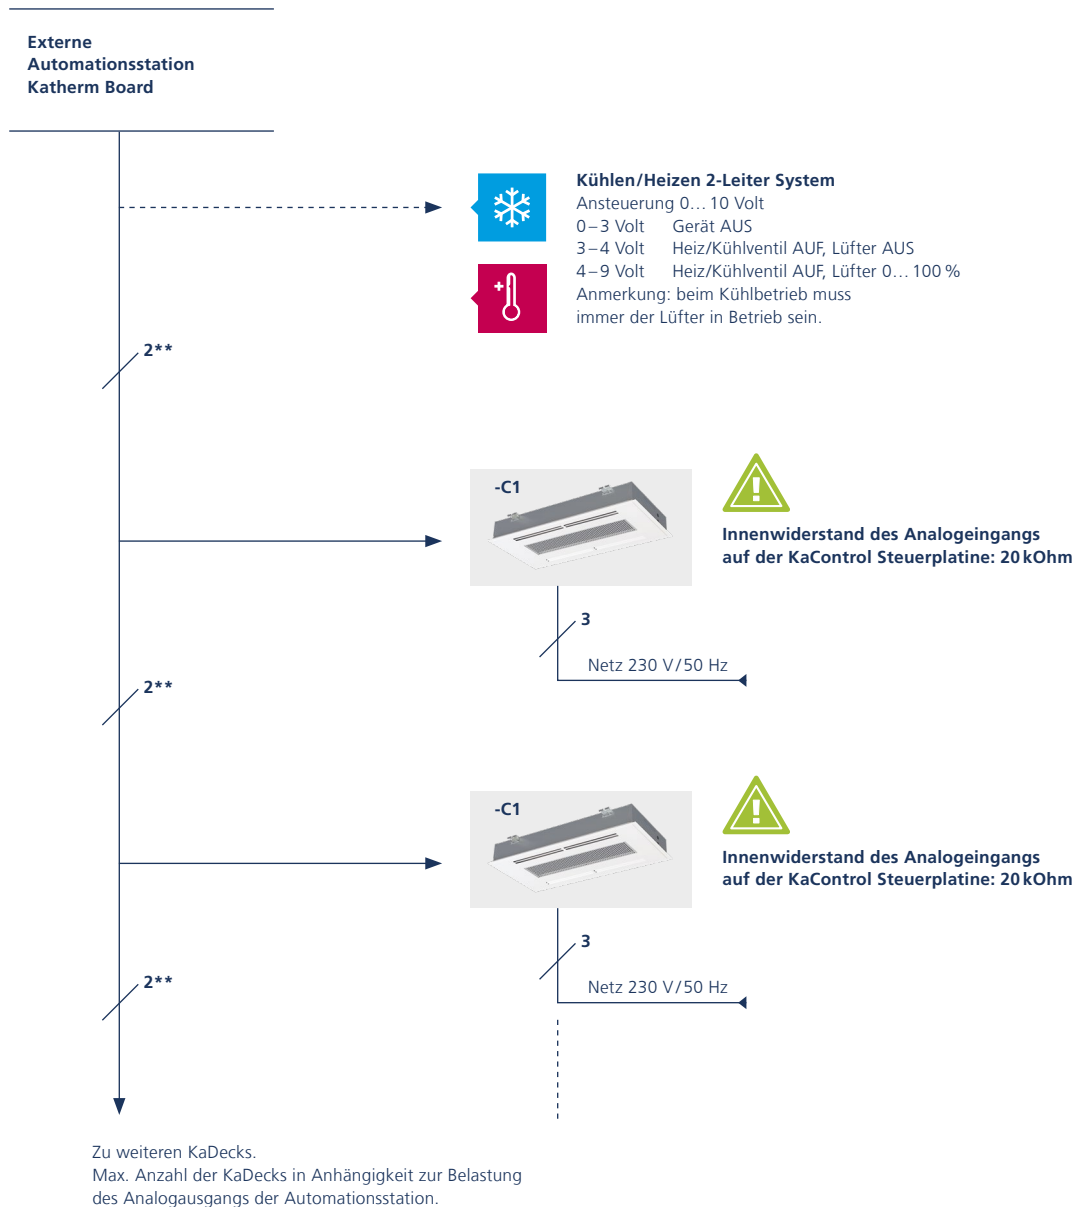 Externe
Automationsstation
Katherm Board
Kühlen/Heizen 2-Leiter System
Ansteuerung 0… 10 Volt
0–3 Volt Gerät AUS
3–4 Volt Heiz/Kühlventil AUF, Lüfter AUS
4–9 Volt Heiz/Kühlventil AUF, Lüfter 0… 100 %
Anmerkung: beim Kühlbetrieb muss
immer der Lüfter in Betrieb sein.
2**
-C1
Innenwiderstand des Analogeingangs
auf der KaControl Steuerplatine: 20 kOhm
3
Netz 230 V/50 Hz
2**
-C1
Innenwiderstand des Analogeingangs
auf der KaControl Steuerplatine: 20 kOhm
3
Netz 230 V/50 Hz
2**
Zu weiteren KaDecks.
Max. Anzahl der KaDecks in Anhängigkeit zur Belastung
des Analogausgangs der Automationsstation.